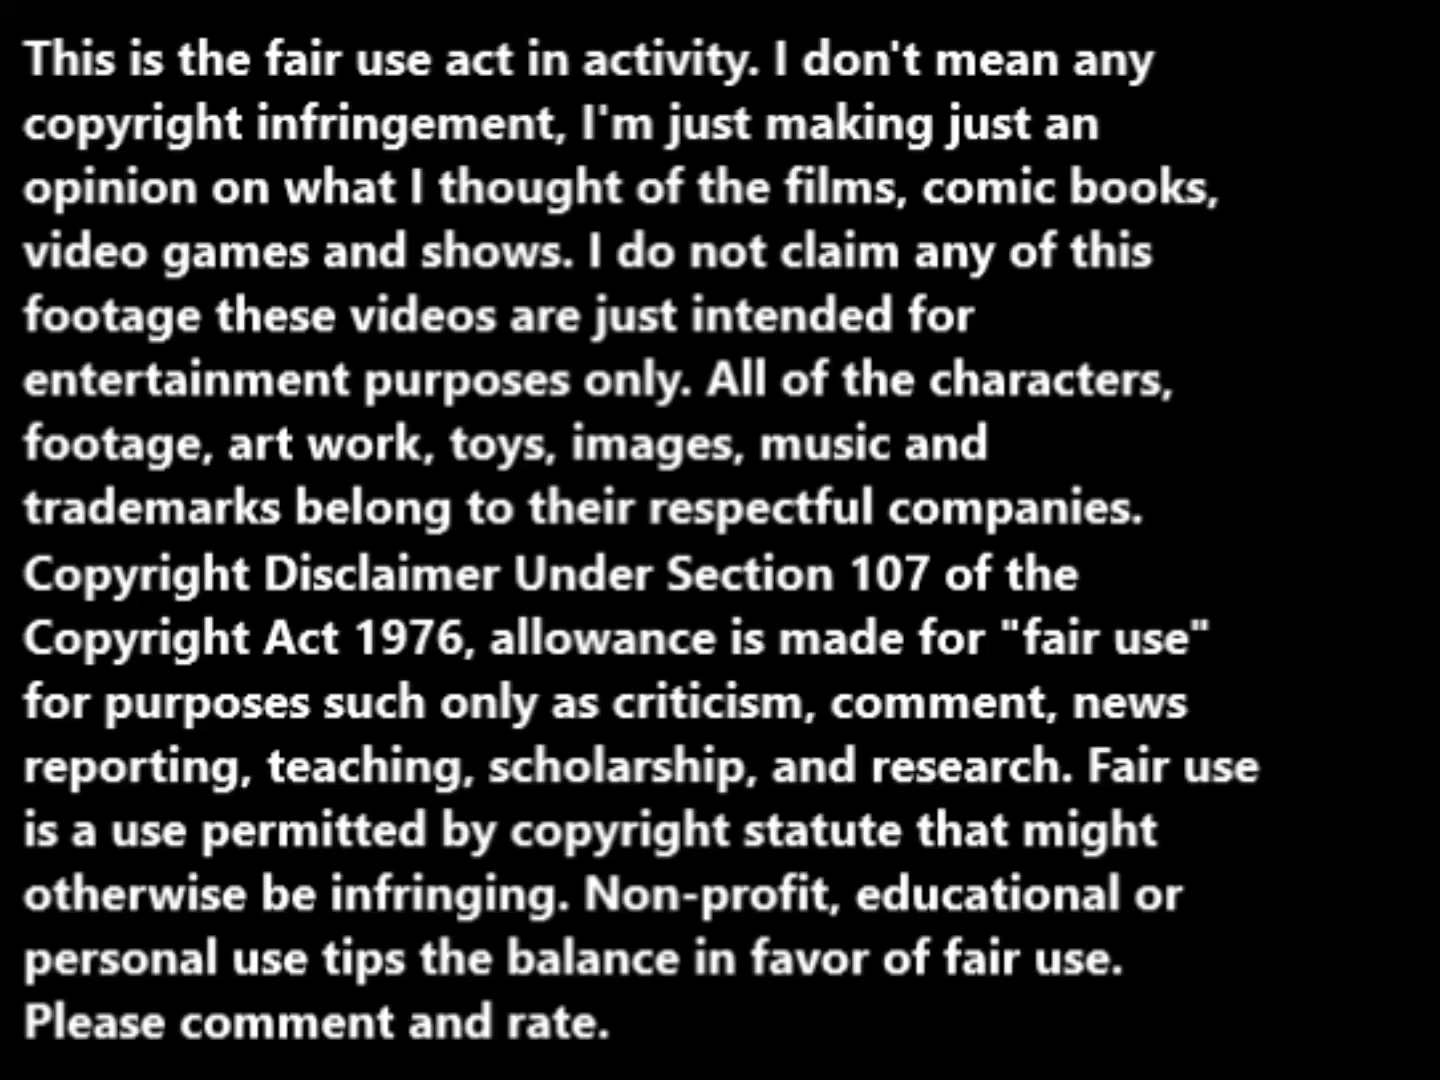 This is the fair use act in activity. I don't mean any
copyright infringement, I'm just making just an
opinion on what I thought of the films, comic books,
video games and shows. I do not claim any of this
footage these videos are just intended for
entertainment purposes only. All of the characters,
footage, art work, toys, images, music and
trademarks belong to their respectful companies.
Copyright Disclaimer Under Section 107 of the
Copyright Act 1976, allowance is made for "fair use"
for purposes such only as criticism, comment, news
reporting, teaching, scholarship, and research. Fair use
is a use permitted by copyright statute that might
otherwise be infringing. Non-profit, educational or
personal use tips the balance in favor of fair use.
Please comment and rate.